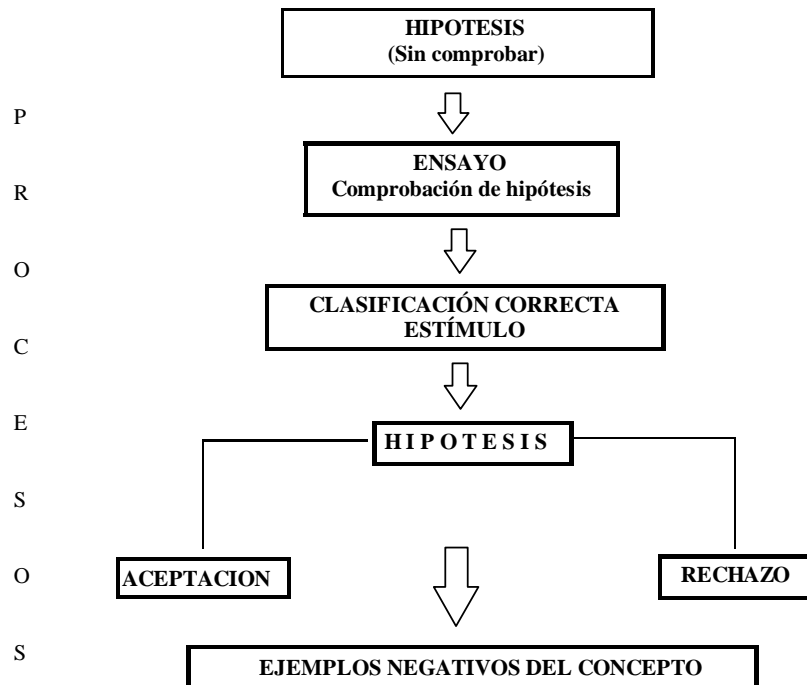 HIPOTESIS
(Sin comprobar)
P
ENSAYO
Comprobación de hipótesis
R
O
CLASIFICACIÓN CORRECTA
ESTÍMULO
C
E
H I P O T E S I S
S
O
ACEPTACION
RECHAZO
S
EJEMPLOS NEGATIVOS DEL CONCEPTO